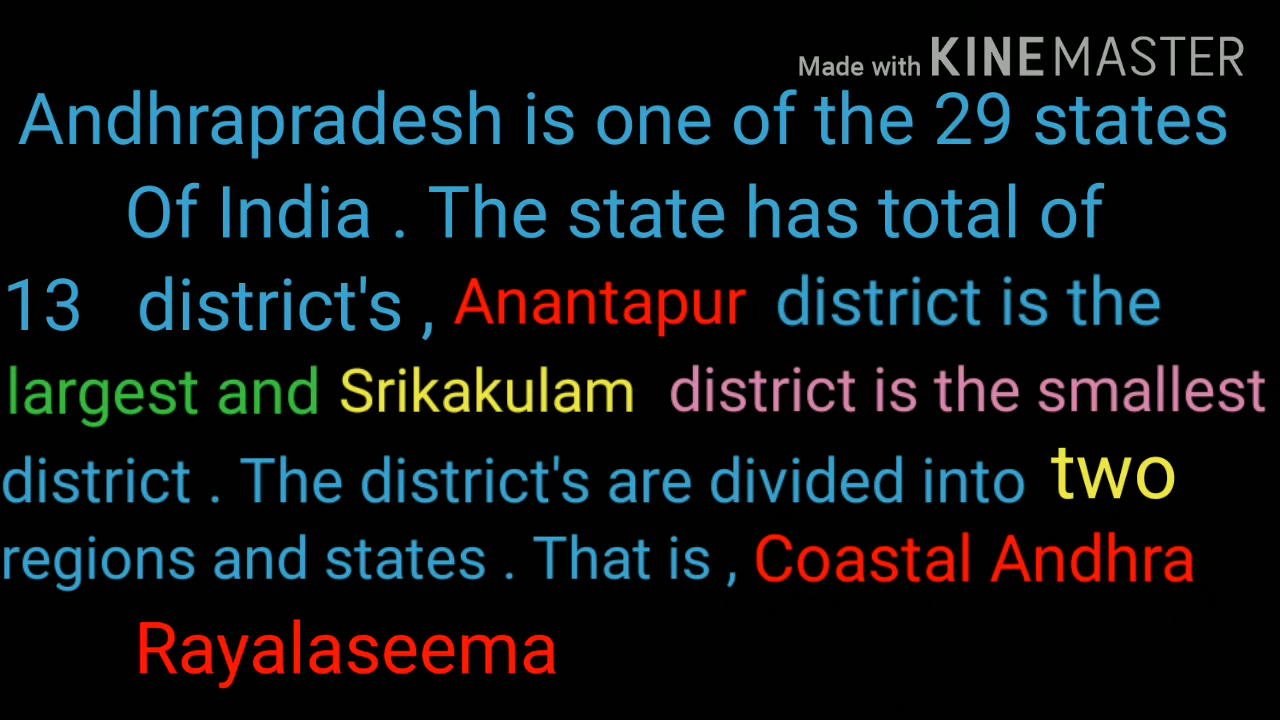 Made with KINEMASTER
Andhrapradesh is one of the 29 states
Of India . The state has total of
13 district's , Anantapur district is the
largest and Srikakulam district is the smallest
district . The district's are divided into two
regions and states . That is , Coastal Andhra
Rayalaseema